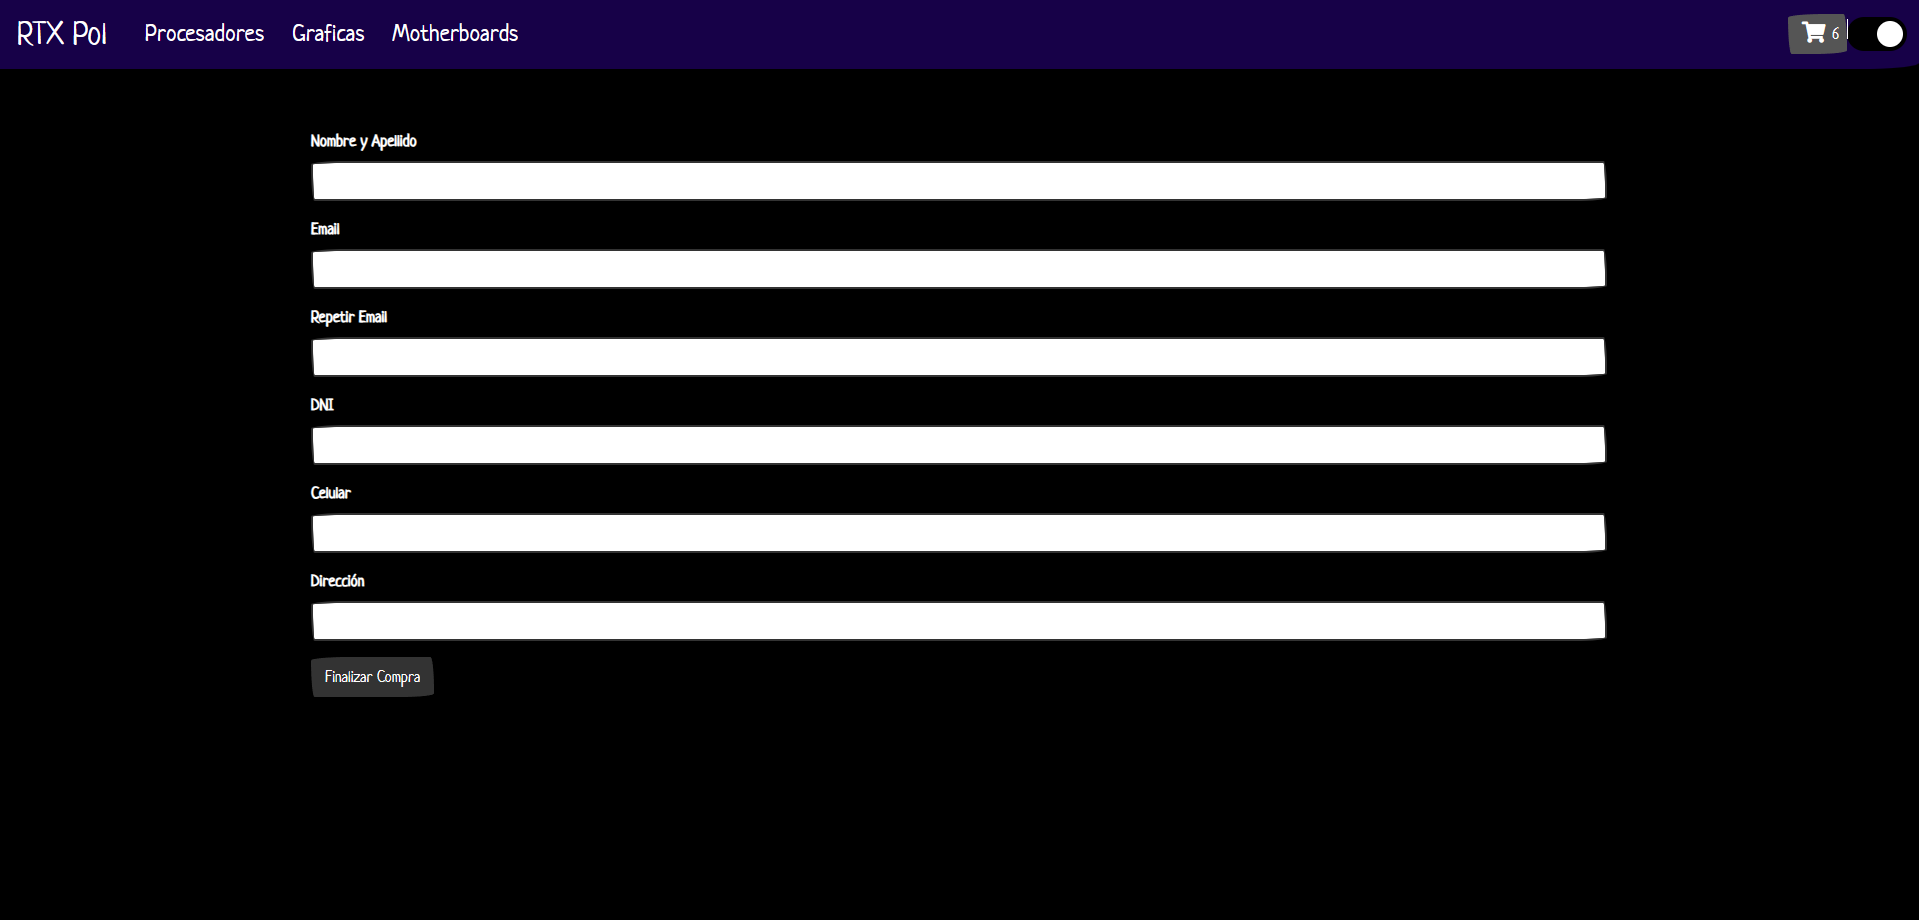 RTX Pol Procesadores Graficas Motherboards 6
Nombre y Apellido
Email
Repetir Email
DNI
Celular
Dirección
Finalizar Compra